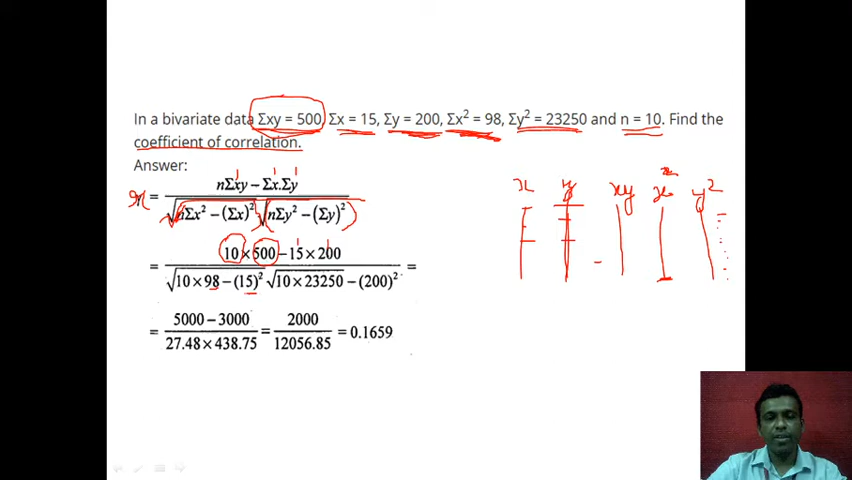 In a bivariate data Σxy = 500, Σx = 15, Σy = 200, Σx² = 98, Σy² = 23250 and n = 10. Find the
coefficient of correlation.
Answer:
r = nΣxy − Σx.Σy / √nΣx² − (Σx)² √nΣy² − (Σy)²
= 10 × 500 − 15 × 200 / √10 × 98 − (15)² √10 × 23250 − (200)² =
= 5000 − 3000 / 27.48 × 438.75 = 2000 / 12056.85 = 0.1659
x y xy x² y²